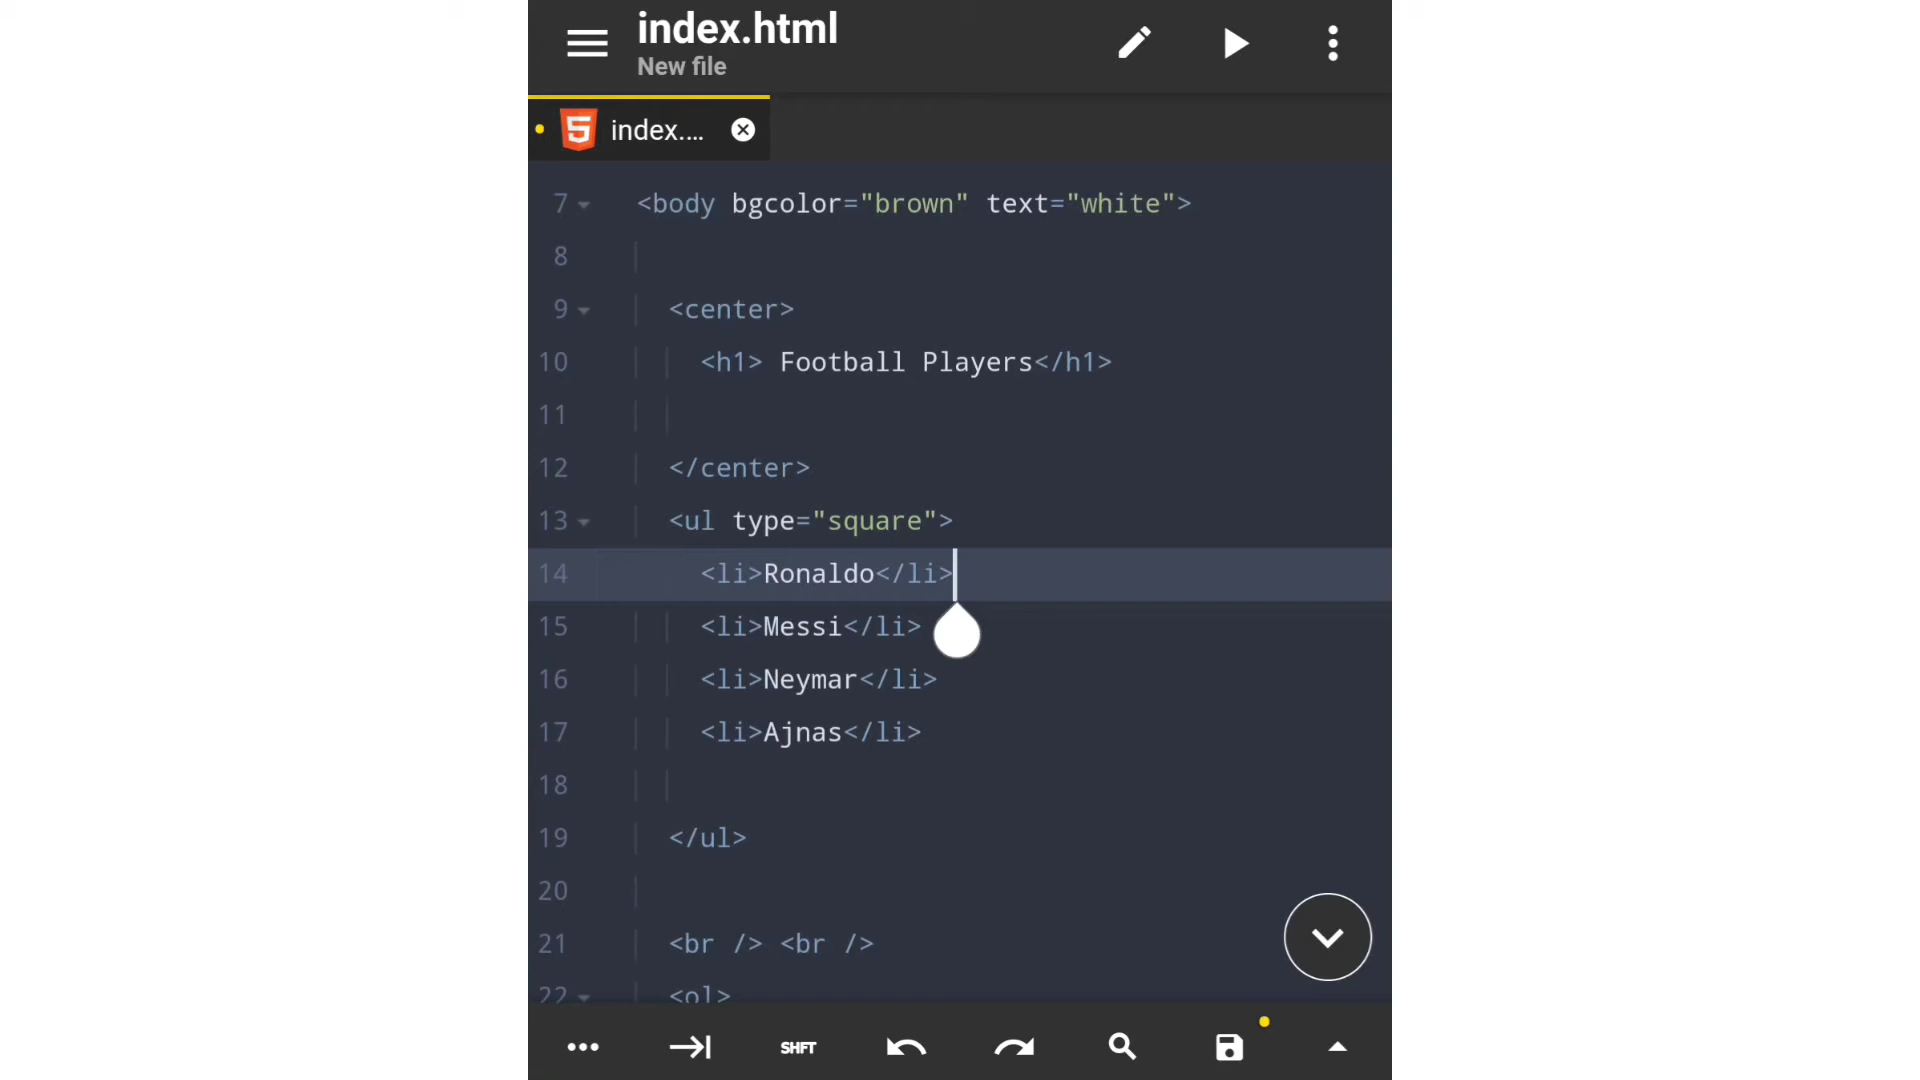 index.html
New file
index....
7 <body bgcolor="brown" text="white">
8
9 <center>
10 <h1> Football Players</h1>
11
12 </center>
13 <ul type="square">
14 <li>Ronaldo</li>
15 <li>Messi</li>
16 <li>Neymar</li>
17 <li>Ajnas</li>
18
19 </ul>
20
21 <br /> <br />
22 <ol>
SHFT